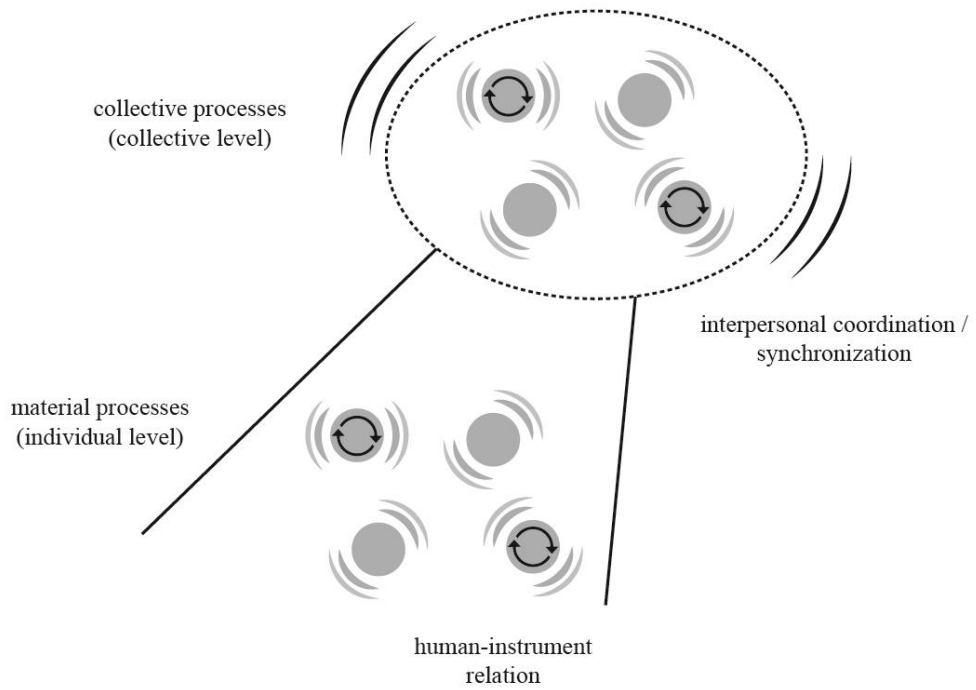 collective processes
(collective level)
interpersonal coordination /
synchronization
material processes
(individual level)
human-instrument
relation